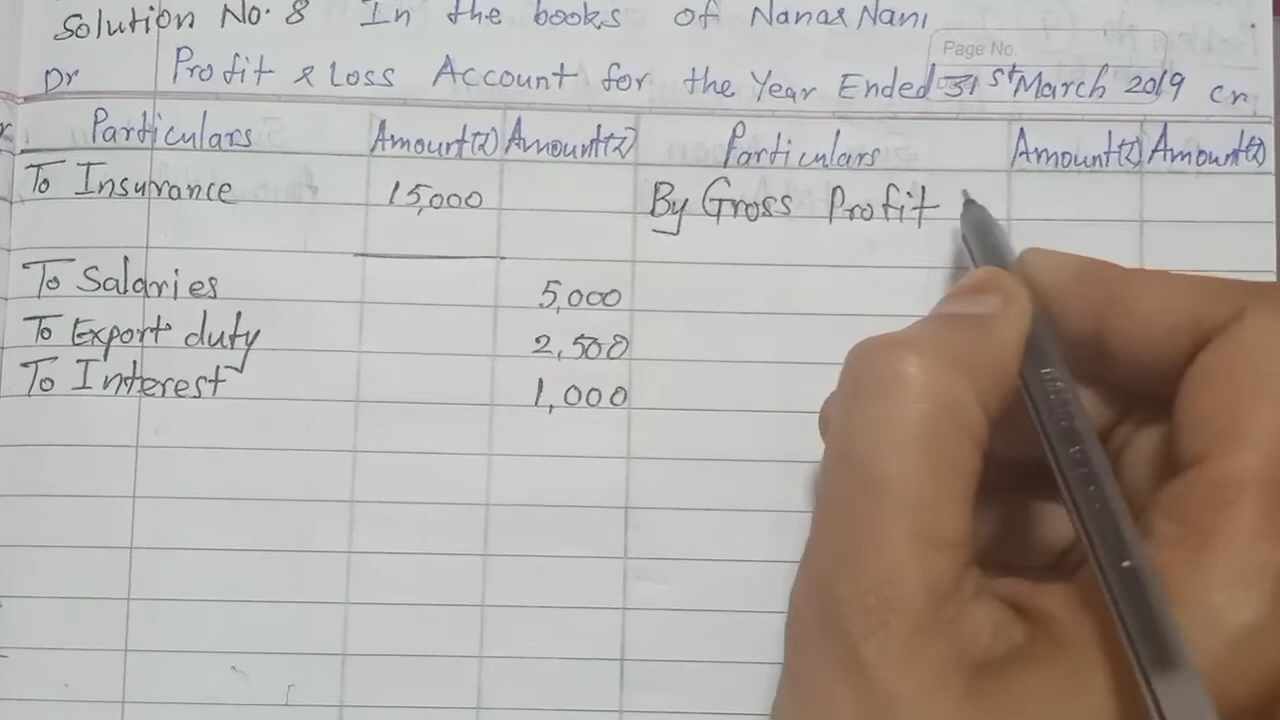 Solution No. 8 In the books of Nana & Nani
Page No.
Dr Profit & Loss Account for the Year Ended 31st March 2019 Cr
Particulars Amount(₹) Amount(₹) Particulars Amount(₹) Amount(₹)
To Insurance 15,000 By Gross Profit
To Salaries 5,000
To Export duty 2,500
To Interest 1,000